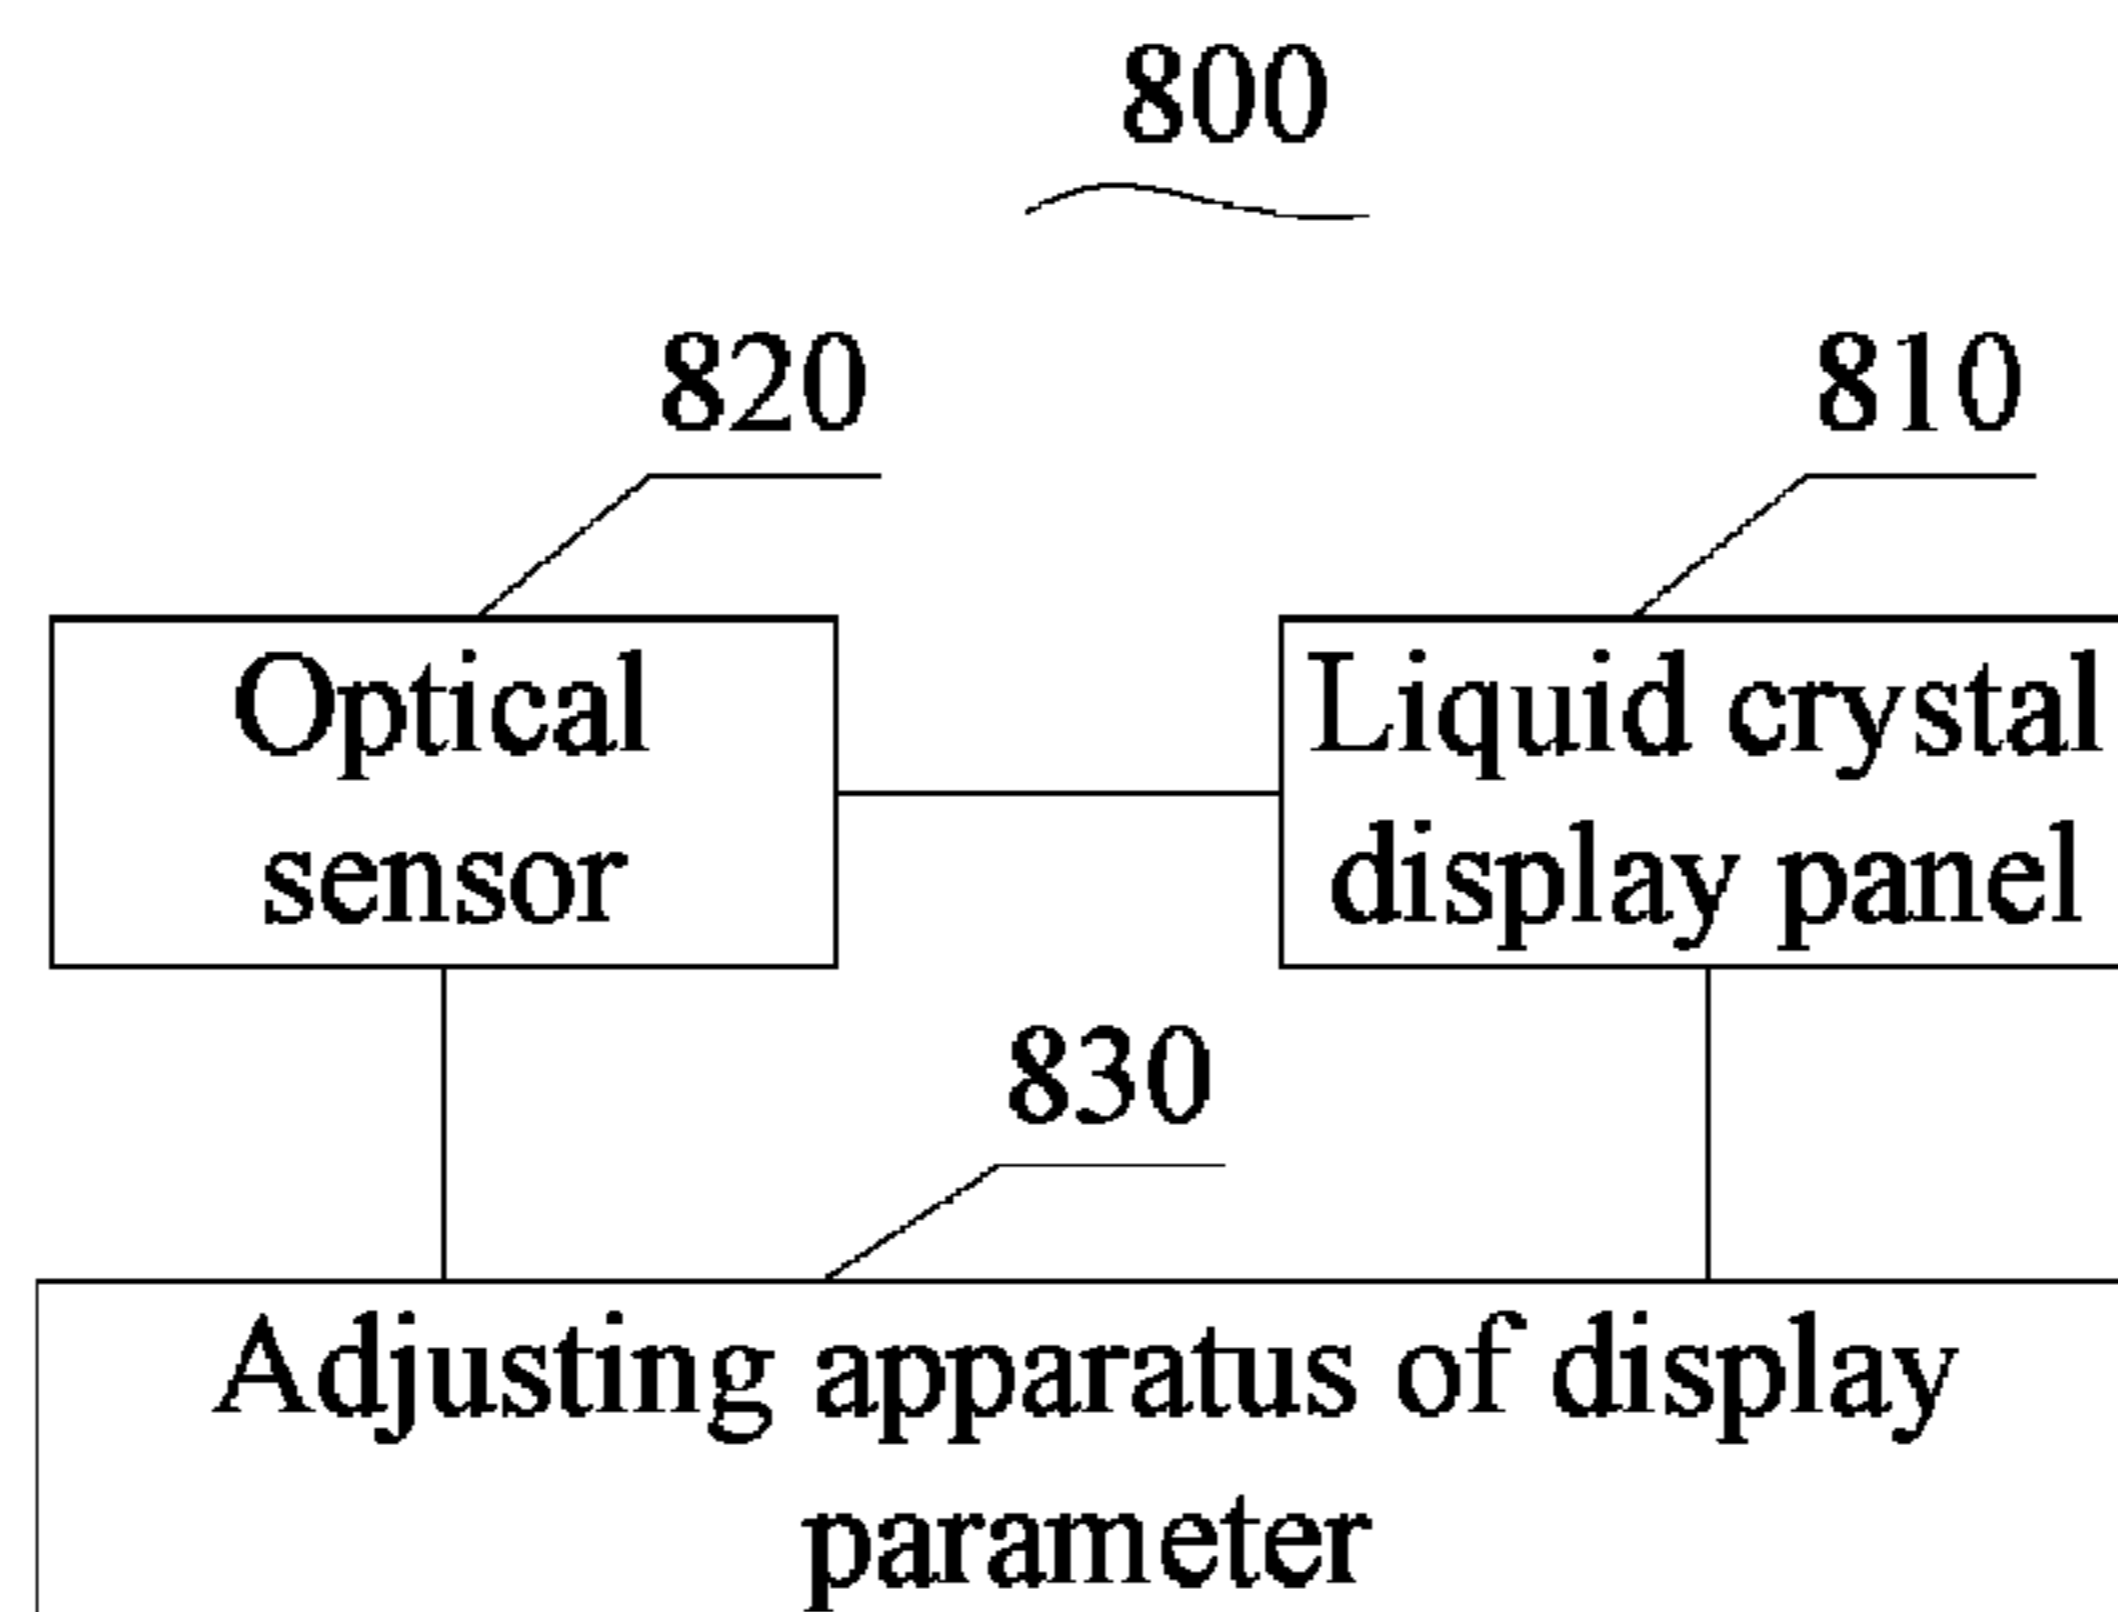 800
820
810
Optical
sensor
Liquid crystal
display panel
830
Adjusting apparatus of display
parameter